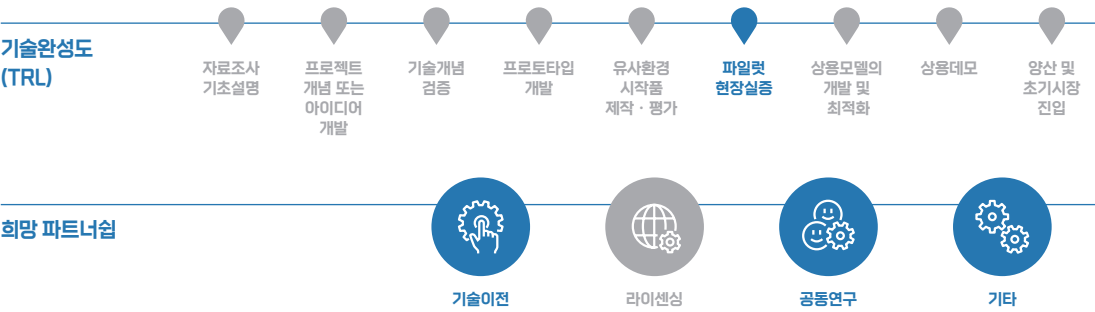 기술완성도
(TRL)
자료조사
기초설명
프로젝트
개념 또는
아이디어
개발
기술개념
검증
프로토타입
개발
유사환경
시작품
제작 · 평가
파일럿
현장실증
상용모델의
개발 및
최적화
상용데모
양산 및
초기시장
진입
희망 파트너쉽
기술이전
라이센싱
공동연구
기타